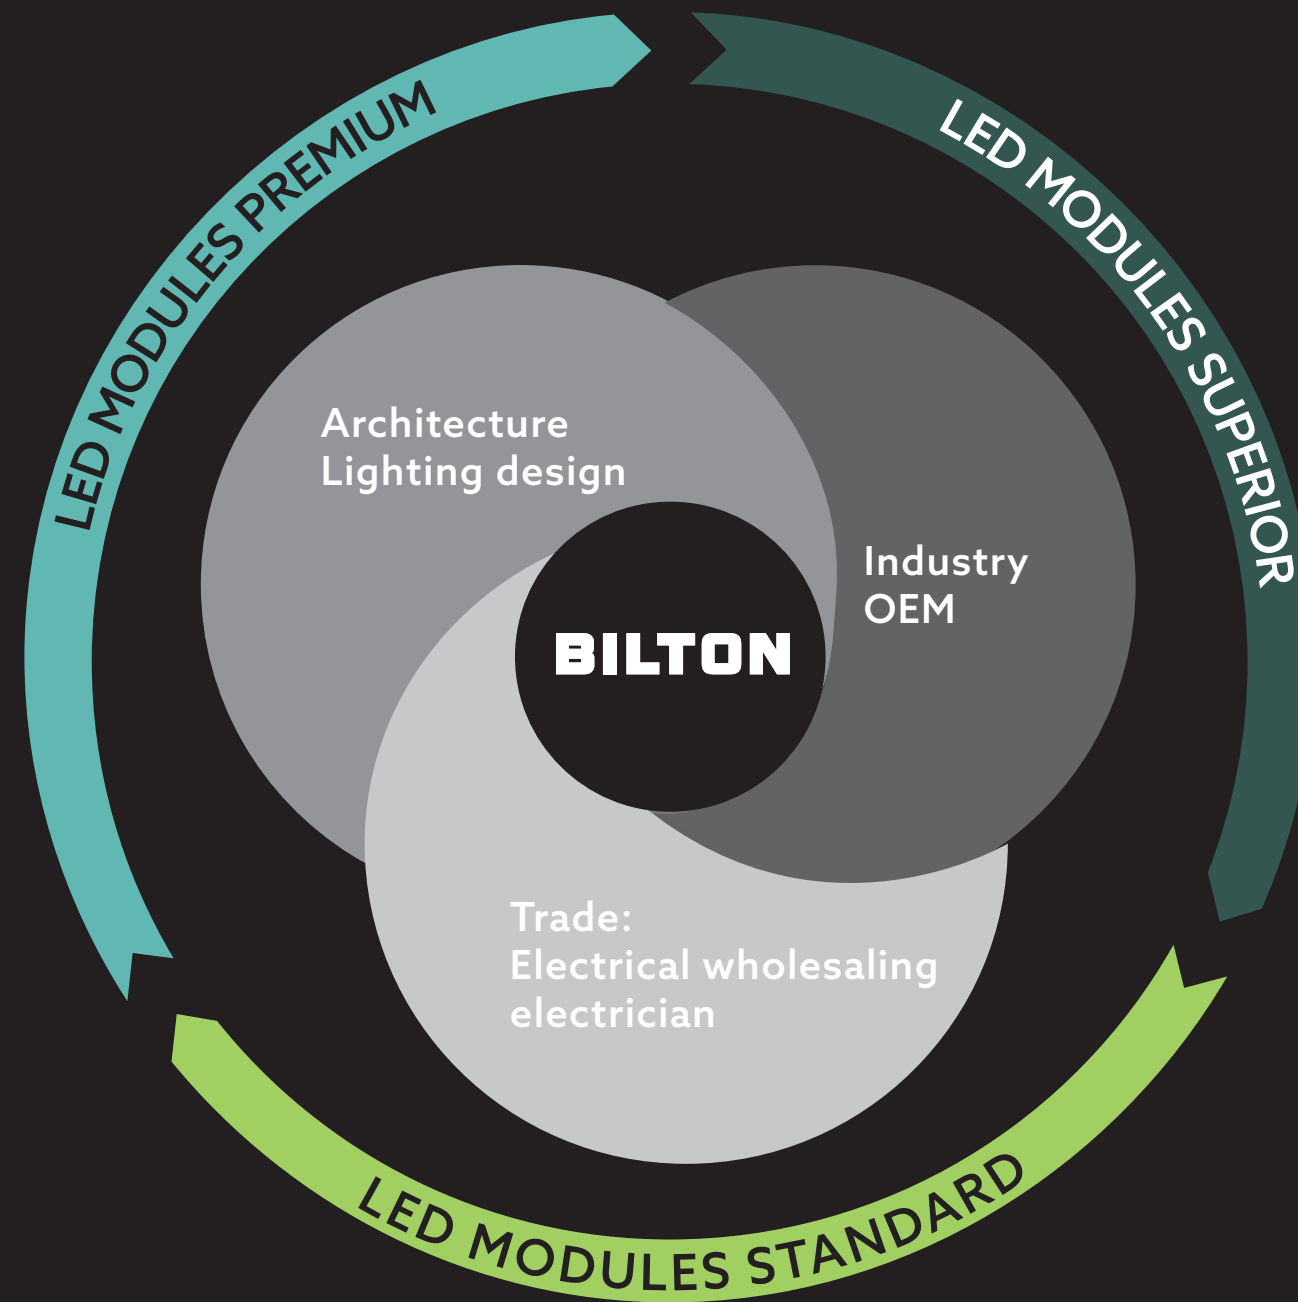 LED MODULES PREMIUM
LED MODULES SUPERIOR
Architecture
Lighting design
Industry
OEM
BILTON
Trade:
Electrical wholesaling
electrician
LED MODULES STANDARD